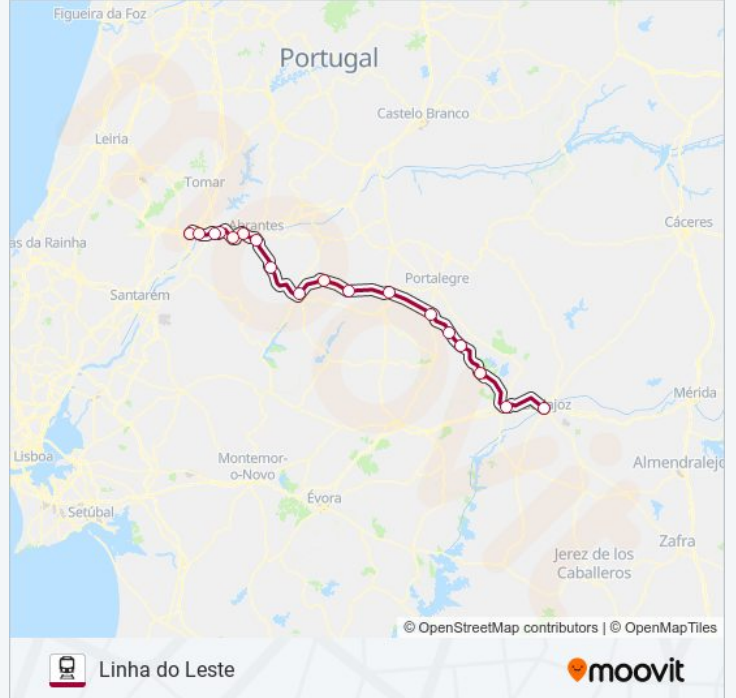 Figueira da Foz
Portugal
Castelo Branco
Leiria
Tomar
Abrantes
Cáceres
as da Rainha
Portalegre
Santarém
Mérida
ajoz
Lisboa
Montemor-
o-Novo
Almendralejo
Évora
Setúbal
Zafra
Jerez de los
Caballeros
© OpenStreetMap contributors | © OpenMapTiles
Linha do Leste
moovit